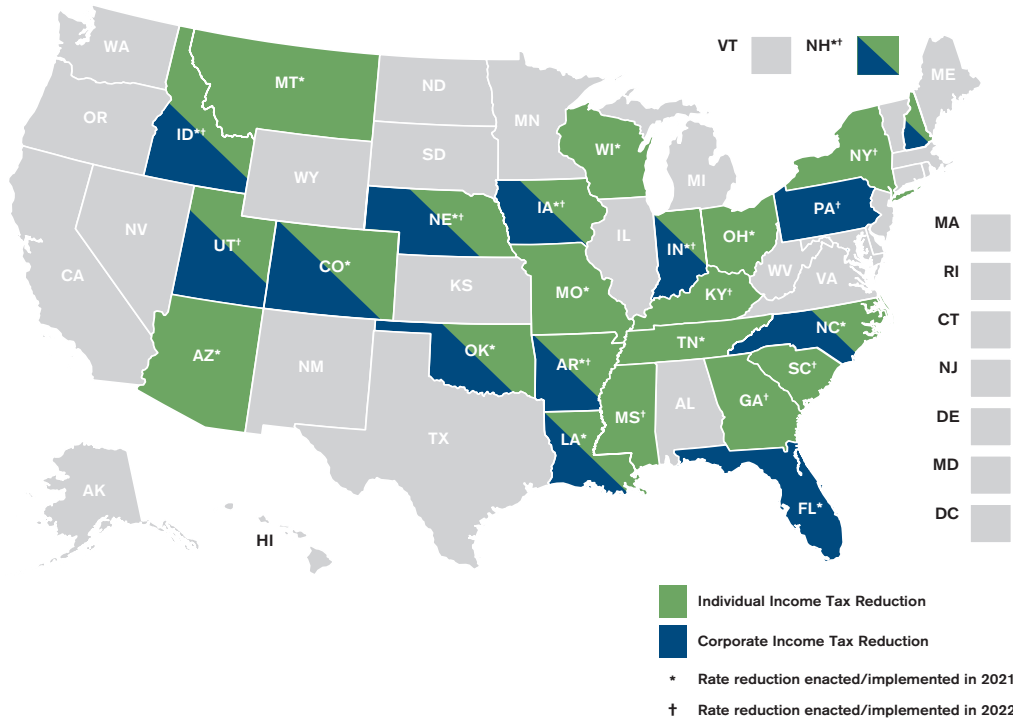 VT
NH*†
WA
MT*
ND
ME
OR
MN
ID*†
SD
WI*
NY†
WY
MI
NE*†
IA*†
PA†
NV
UT†
IL
IN*†
OH*
MA
CO*
KS
MO*
WV
VA
CA
KY†
RI
AZ*
NM
OK*
AR*†
TN*
NC*
CT
SC†
NJ
TX
LA*
MS†
AL
GA†
DE
AK
FL*
MD
HI
DC
Individual Income Tax Reduction
Corporate Income Tax Reduction
* Rate reduction enacted/implemented in 2021
† Rate reduction enacted/implemented in 2022